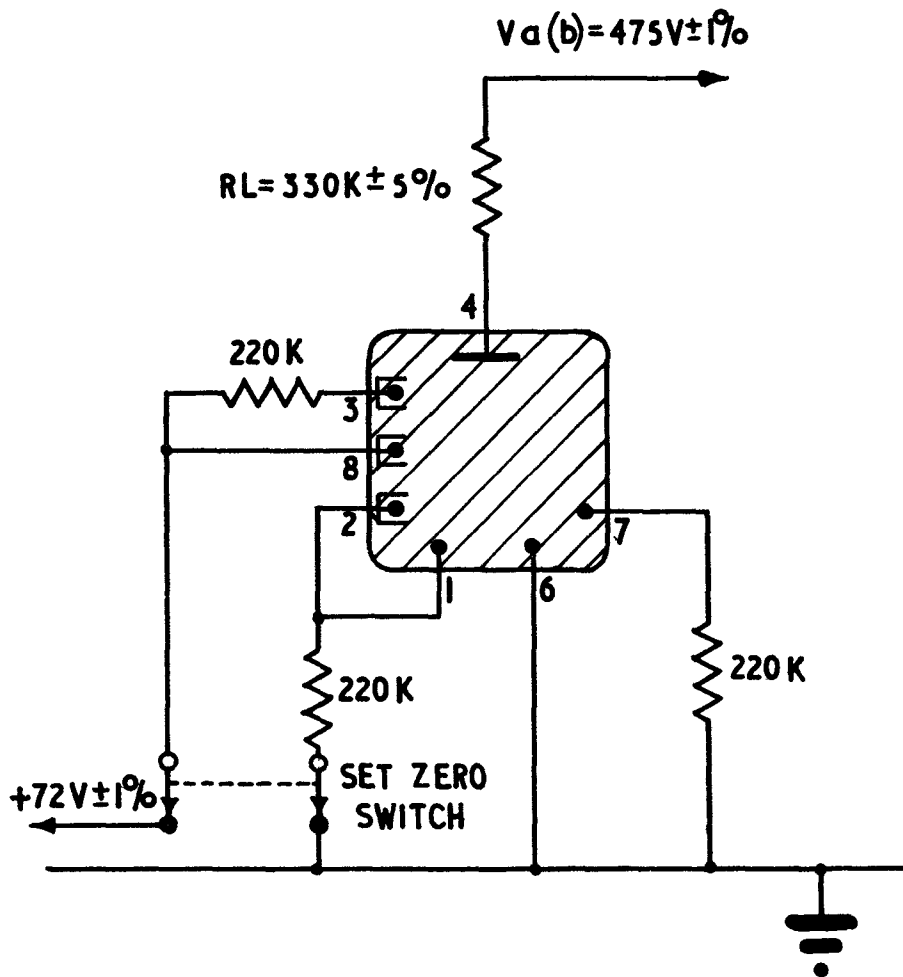 Va(b)=475V±1%
RL=330K±5%
4
220K
3
8
2
7
1
6
220K
220K
+72V±1%
SET ZERO
SWITCH